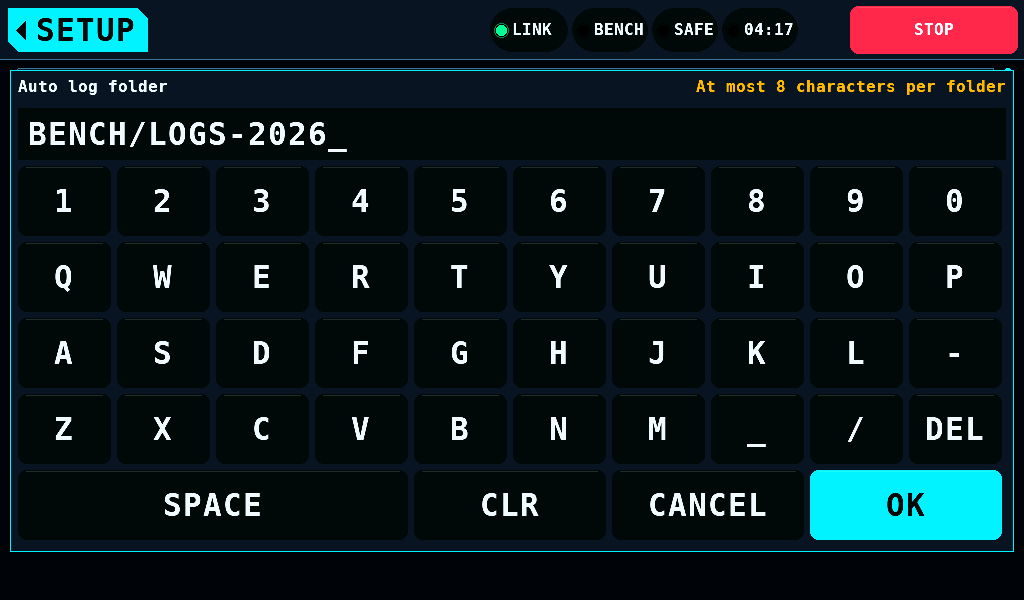 SETUP LINK BENCH SAFE 04:17 STOP
Auto log folder At most 8 characters per folder
BENCH/LOGS-2026_
1 2 3 4 5 6 7 8 9 0
Q W E R T Y U I O P
A S D F G H J K L -
Z X C V B N M _ / DEL
SPACE CLR CANCEL OK